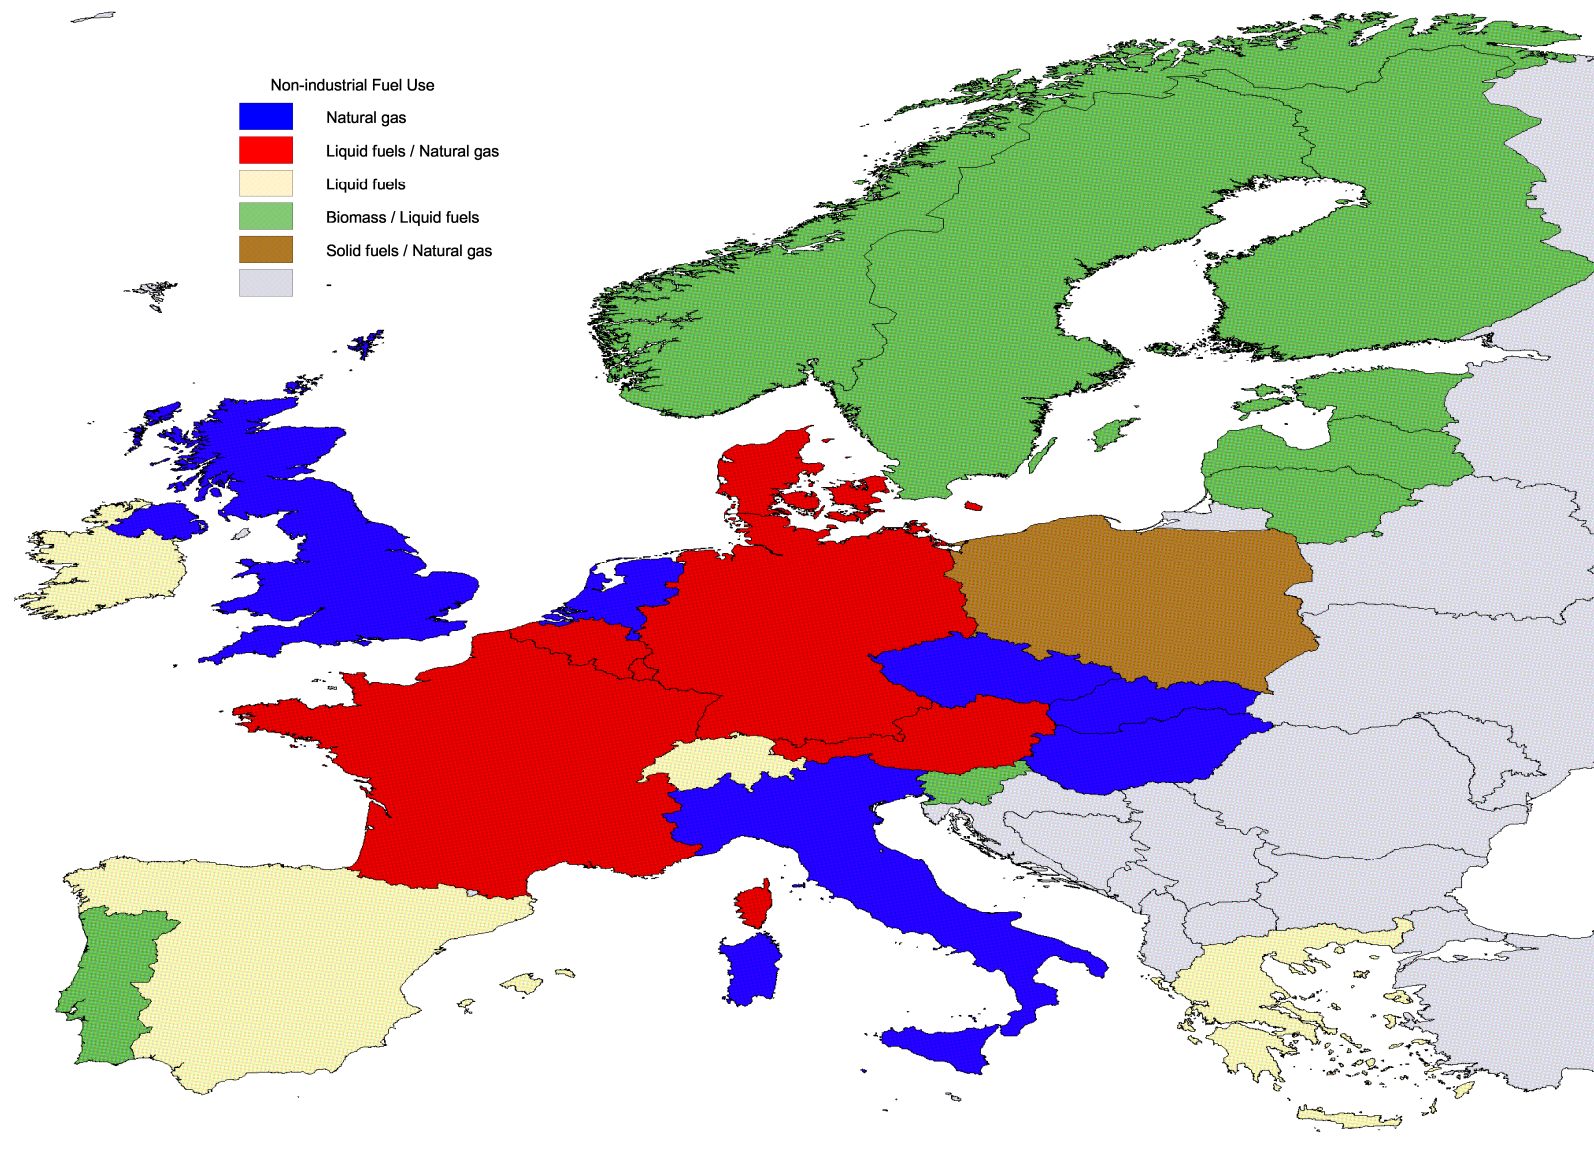 Non-industrial Fuel Use
Natural gas
Liquid fuels / Natural gas
Liquid fuels
Biomass / Liquid fuels
Solid fuels / Natural gas
-